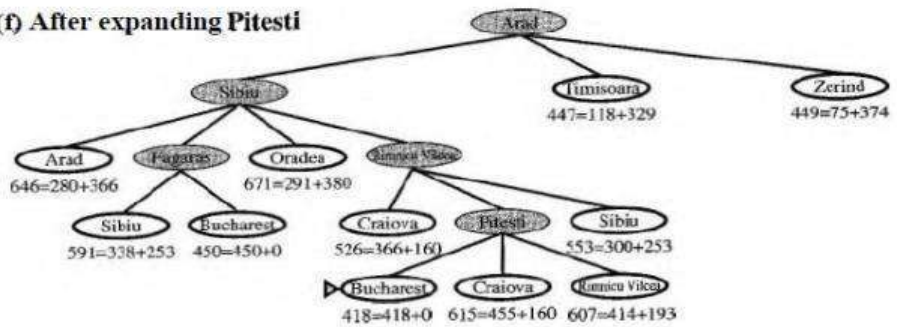 (f) After expanding Pitesti
Arad
Sibiu
Timisoara
Zerind
447=118+329
449=75+374
Arad
Fagaras
Oradea
Rimnicu Vilcea
646=280+366
671=291+380
Sibiu
Bucharest
Craiova
Pitesti
Sibiu
591=338+253
450=450+0
526=366+160
553=300+253
Bucharest
Craiova
Rimnicu Vilcea
418=418+0
615=455+160
607=414+193